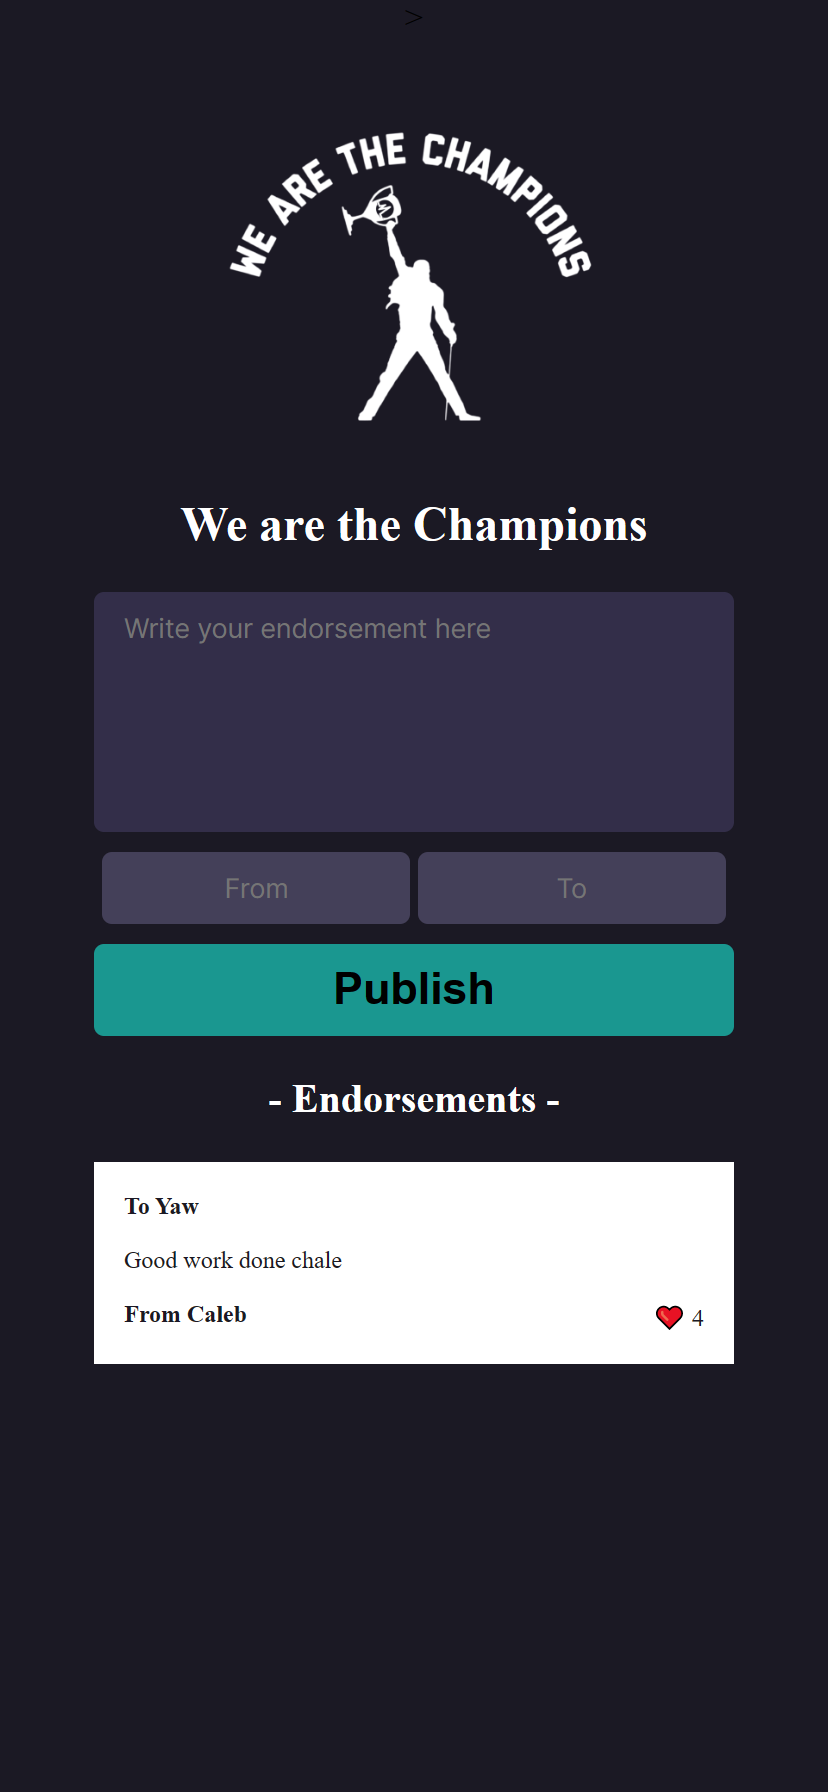 >
WE ARE THE CHAMPIONS
We are the Champions
Write your endorsement here
From To
Publish
- Endorsements -
To Yaw
Good work done chale
From Caleb 4